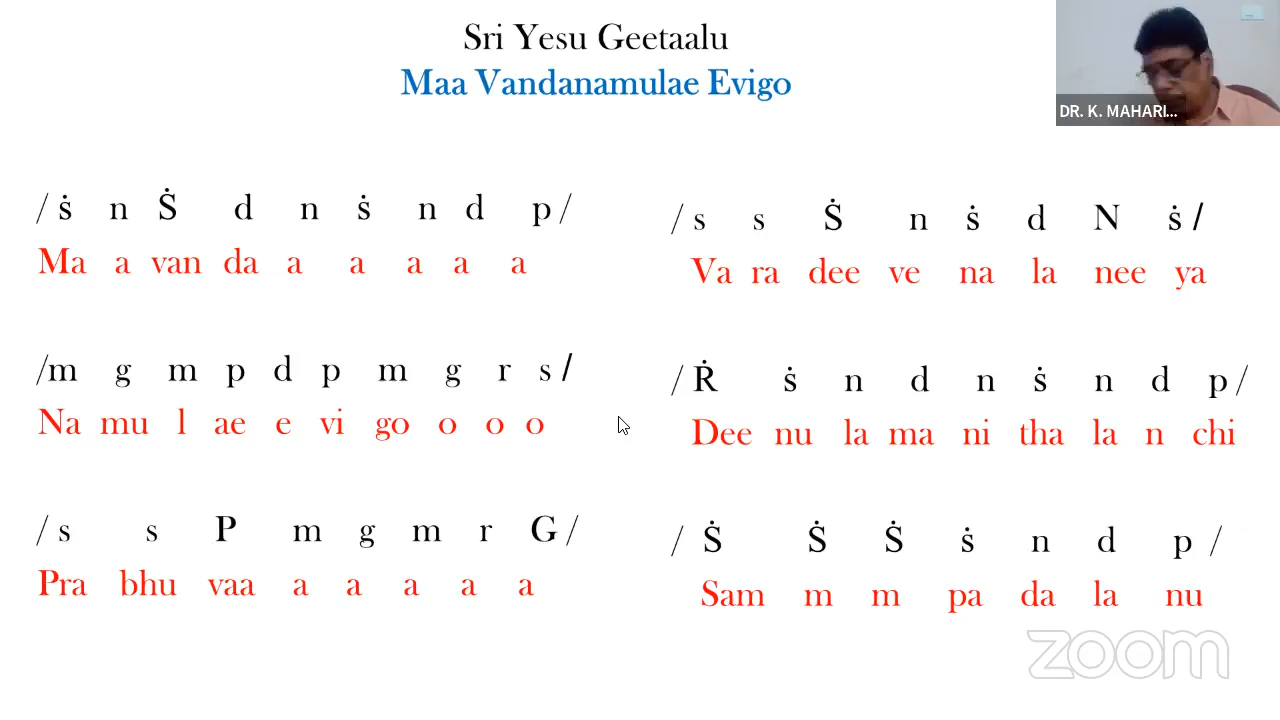 Sri Yesu Geetaalu
Maa Vandanamulae Evigo
DR. K. MAHARI...
/ ṡ n Ṡ d n ṡ n d p /
Ma a van da a a a a a
/m g m p d p m g r s /
Na mu l ae e vi go o o o
/ s s P m g m r G /
Pra bhu vaa a a a a a
/ s s Ṡ n ṡ d N ṡ /
Va ra dee ve na la nee ya
/ Ṙ ṡ n d n ṡ n d p /
Dee nu la ma ni tha la n chi
/ Ṡ Ṡ Ṡ ṡ n d p /
Sam m m pa da la nu
zoom